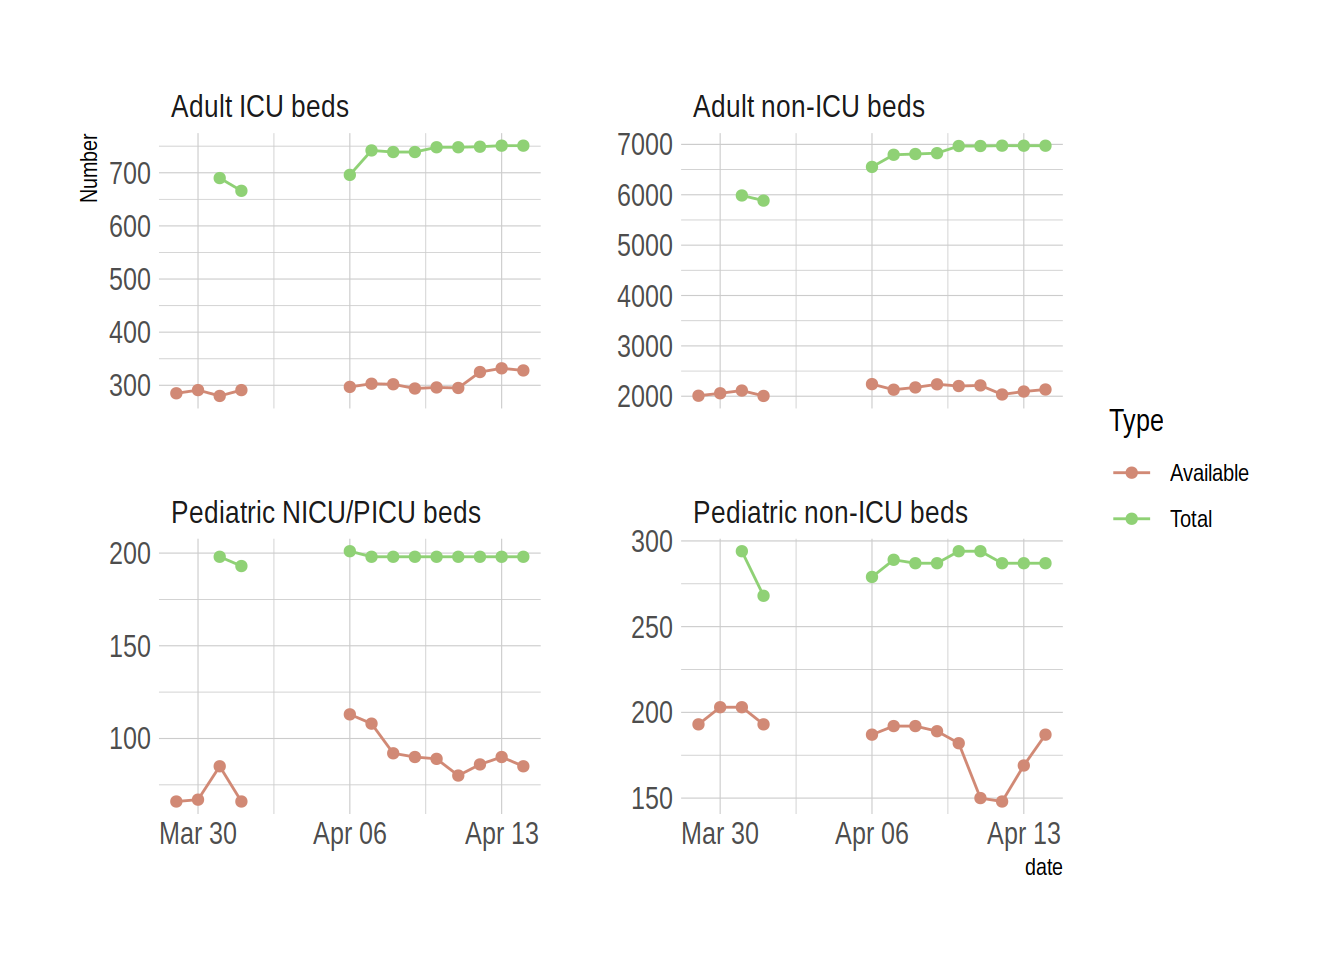 Adult ICU beds
Adult non-ICU beds
Number
700
600
500
400
300
7000
6000
5000
4000
3000
2000
Type
Available
Total
Pediatric NICU/PICU beds
Pediatric non-ICU beds
200
150
100
300
250
200
150
Mar 30 Apr 06 Apr 13
Mar 30 Apr 06 Apr 13
date